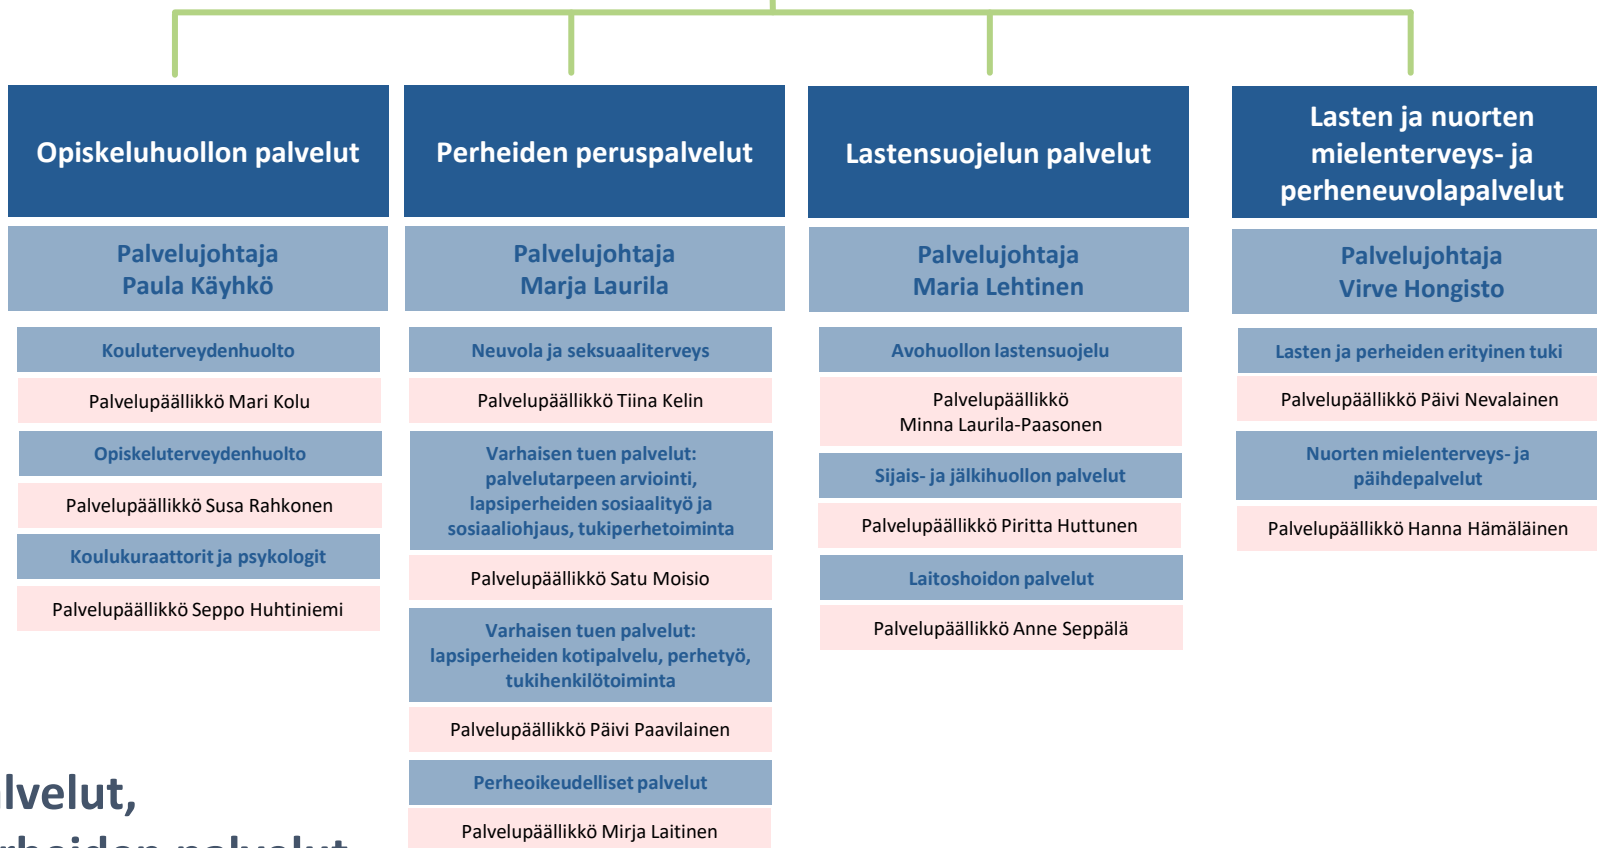 Opiskeluhuollon palvelut
Palvelujohtaja
Paula Käyhkö
Kouluterveydenhuolto
Palvelupäällikkö Mari Kolu
Opiskeluterveydenhuolto
Palvelupäällikkö Susa Rahkonen
Koulukuraattorit ja psykologit
Palvelupäällikkö Seppo Huhtiniemi
Perheiden peruspalvelut
Palvelujohtaja
Marja Laurila
Neuvola ja seksuaaliterveys
Palvelupäällikkö Tiina Kelin
Varhaisen tuen palvelut:
palvelutarpeen arviointi,
lapsiperheiden sosiaalityö ja
sosiaaliohjaus, tukiperhetoiminta
Palvelupäällikkö Satu Moisio
Varhaisen tuen palvelut:
lapsiperheiden kotipalvelu, perhetyö,
tukihenkilötoiminta
Palvelupäällikkö Päivi Paavilainen
Perheoikeudelliset palvelut
Palvelupäällikkö Mirja Laitinen
Lastensuojelun palvelut
Palvelujohtaja
Maria Lehtinen
Avohuollon lastensuojelu
Palvelupäällikkö
Minna Laurila-Paasonen
Sijais- ja jälkihuollon palvelut
Palvelupäällikkö Piritta Huttunen
Laitoshoidon palvelut
Palvelupäällikkö Anne Seppälä
Lasten ja nuorten
mielenterveys- ja
perheneuvolapalvelut
Palvelujohtaja
Virve Hongisto
Lasten ja perheiden erityinen tuki
Palvelupäällikkö Päivi Nevalainen
Nuorten mielenterveys- ja
päihdepalvelut
Palvelupäällikkö Hanna Hämäläinen
lvelut,
rheiden palvelut